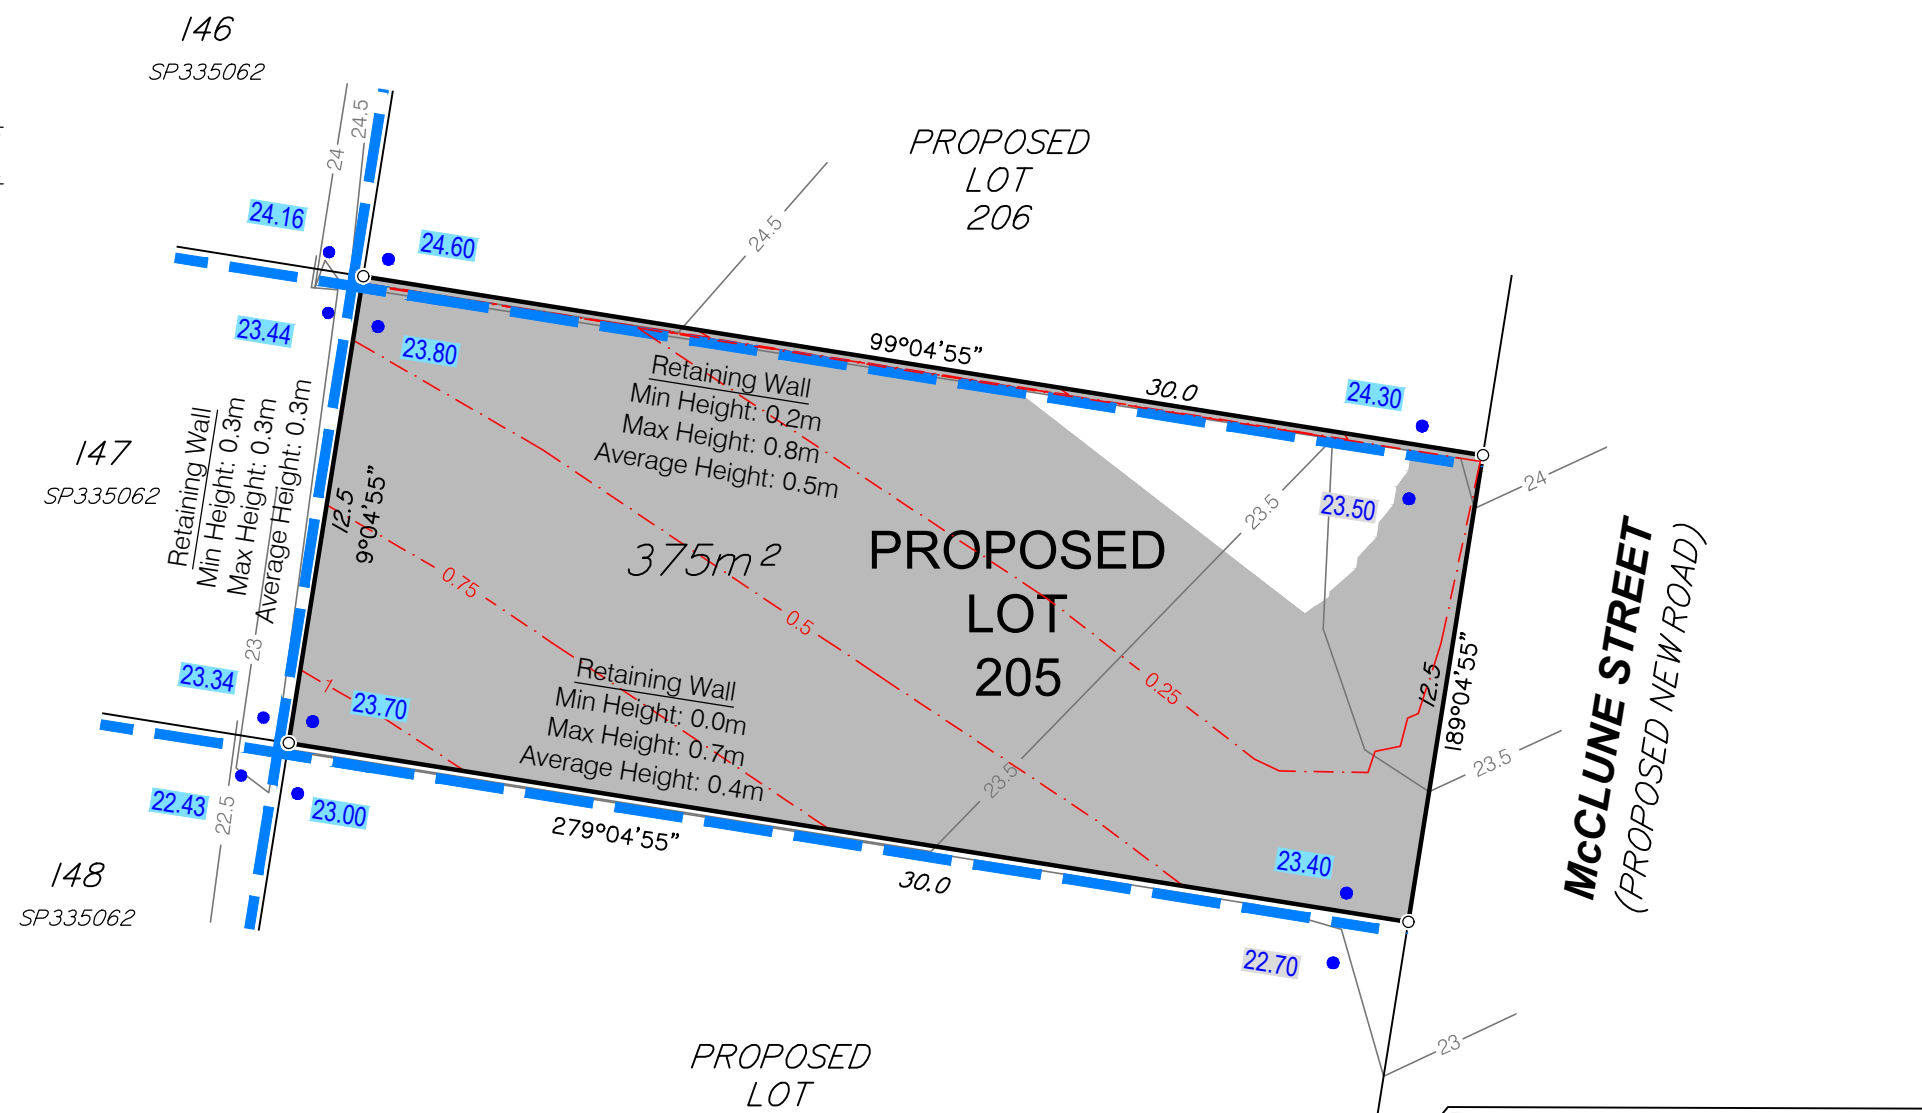 146
SP335062
24
24.5
PROPOSED
LOT
206
24.5
24.16
24.60
23.44
23.80
99°04'55"
30.0
24.30
Retaining Wall
Min Height: 0.2m
Max Height: 0.8m
Average Height: 0.5m
147
SP335062
Retaining Wall
Min Height: 0.3m
Max Height: 0.3m
Average Height: 0.3m
12.5
9°04'55"
375m²
PROPOSED
LOT
205
23.5
23.50
24
0.75
0.5
0.25
1
23
23.34
23.70
Retaining Wall
Min Height: 0.0m
Max Height: 0.7m
Average Height: 0.4m
23.5
12.5
189°04'55"
23.5
McCLUNE STREET
(PROPOSED NEW ROAD)
22.43
22.5
23.00
279°04'55"
30.0
23.40
22.70
148
SP335062
23
PROPOSED
LOT